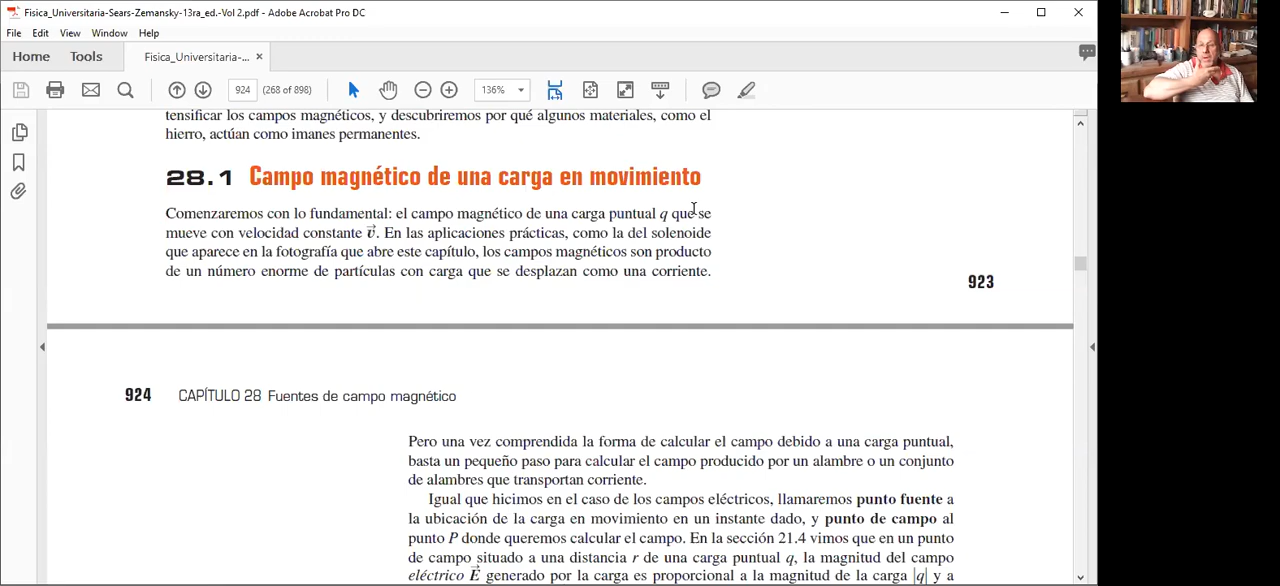 Fisica_Universitaria-Sears-Zemansky-13ra_ed.-Vol 2.pdf - Adobe Acrobat Pro DC
File Edit View Window Help
Home Tools Fisica_Universitaria-... ×
924 (268 of 898) 136%
tensificar los campos magnéticos, y descubriremos por qué algunos materiales, como el
hierro, actúan como imanes permanentes.
28.1 Campo magnético de una carga en movimiento
Comenzaremos con lo fundamental: el campo magnético de una carga puntual q que se
mueve con velocidad constante v⃗. En las aplicaciones prácticas, como la del solenoide
que aparece en la fotografía que abre este capítulo, los campos magnéticos son producto
de un número enorme de partículas con carga que se desplazan como una corriente.
923
924 CAPÍTULO 28 Fuentes de campo magnético
Pero una vez comprendida la forma de calcular el campo debido a una carga puntual,
basta un pequeño paso para calcular el campo producido por un alambre o un conjunto
de alambres que transportan corriente.
Igual que hicimos en el caso de los campos eléctricos, llamaremos punto fuente a
la ubicación de la carga en movimiento en un instante dado, y punto de campo al
punto P donde queremos calcular el campo. En la sección 21.4 vimos que en un punto
de campo situado a una distancia r de una carga puntual q, la magnitud del campo
eléctrico E⃗ generado por la carga es proporcional a la magnitud de la carga |q| y a